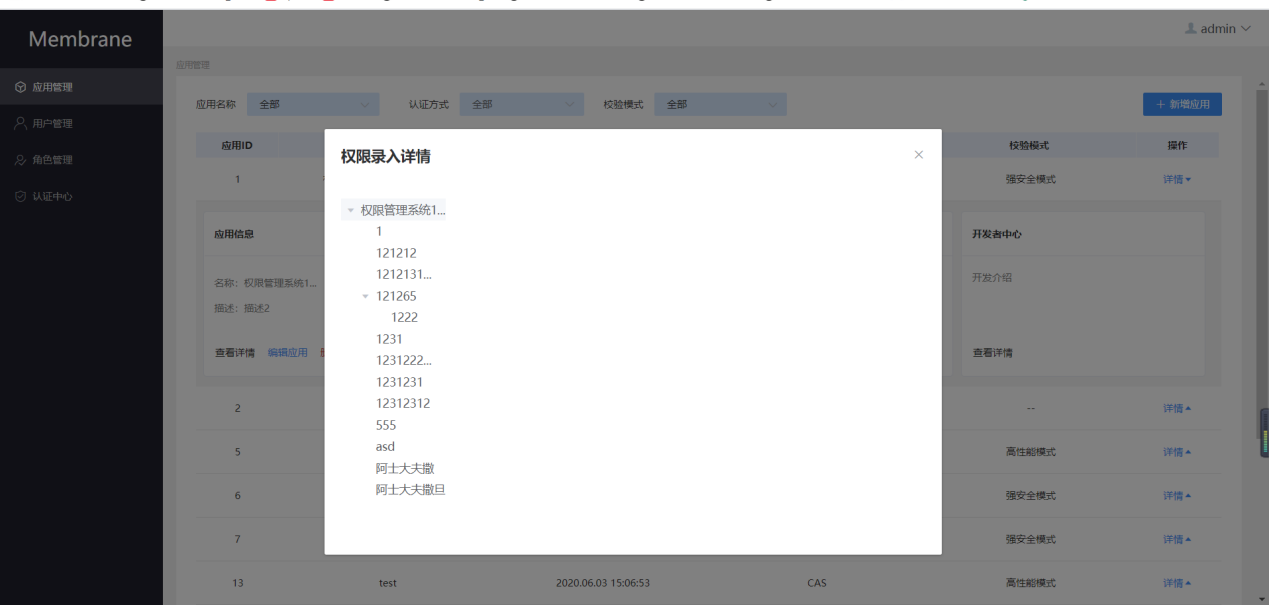 Membrane
admin
应用管理
应用管理
用户管理
角色管理
认证中心
应用名称 全部 认证方式 全部 校验模式 全部 + 新增应用
应用ID 校验模式 操作
1 强安全模式 详情
权限录入详情
权限管理系统1...
1
121212
1212131...
121265
1222
1231
1231222...
1231231
12312312
555
asd
阿士大夫撒
阿士大夫撒旦
应用信息
名称：权限管理系统1...
描述：描述2
查看详情 编辑应用
开发者中心
开发介绍
查看详情
2 -- 详情
5 高性能模式 详情
6 强安全模式 详情
7 强安全模式 详情
13 test 2020.06.03 15:06:53 CAS 高性能模式 详情